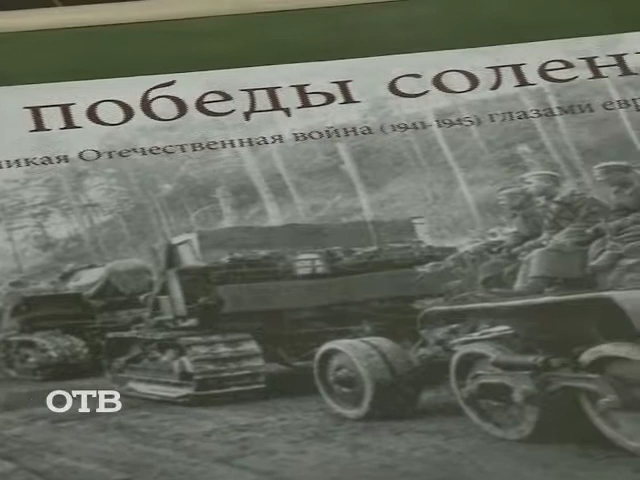 победы солен
ликая Отечественная война (1941-1945) глазами евр
ОТВ